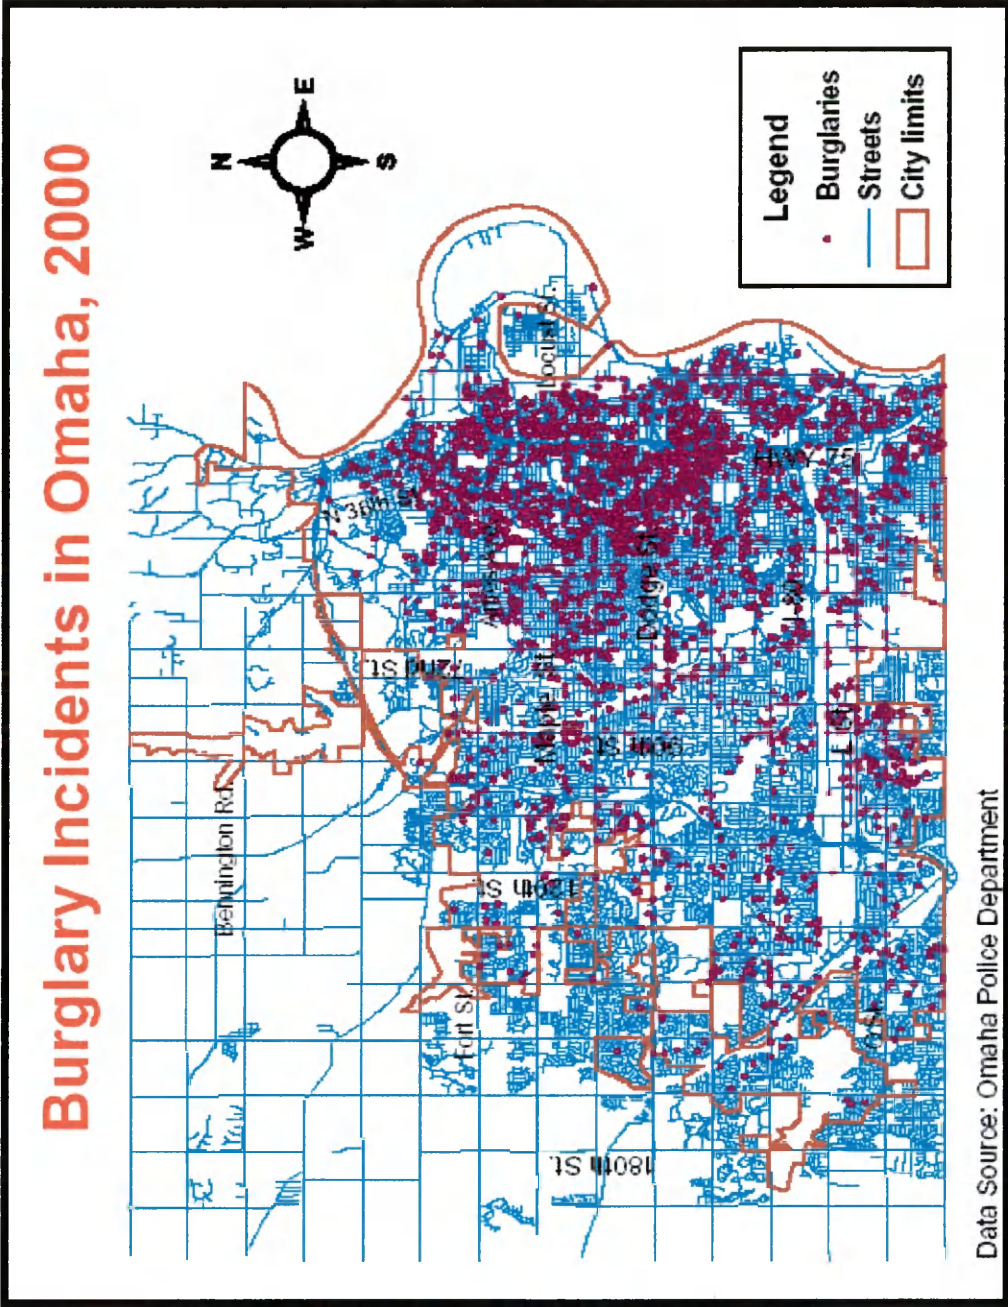 Burglary Incidents in Omaha, 2000
N
W
E
S
Bennington Rd.
N 30th St
72nd St.
Ames Ave
Locust St.
Maple St
90th St
120th St.
Fort St.
Dodge St
HWY 75
I-80
L St
180th St.
Legend
Burglaries
Streets
City limits
Data Source: Omaha Police Department